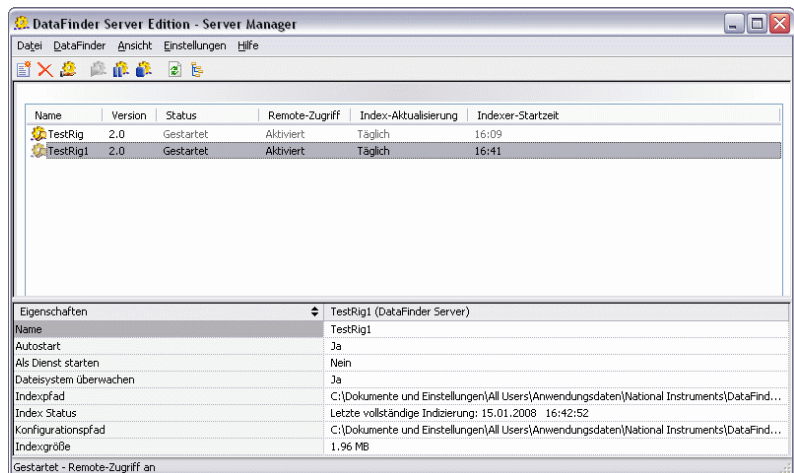 DataFinder Server Edition - Server Manager
Datei DataFinder Ansicht Einstellungen Hilfe
Name Version Status Remote-Zugriff Index-Aktualisierung Indexer-Startzeit
TestRig 2.0 Gestartet Aktiviert Täglich 16:09
TestRig1 2.0 Gestartet Aktiviert Täglich 16:41
Eigenschaften TestRig1 (DataFinder Server)
Name TestRig1
Autostart Ja
Als Dienst starten Nein
Dateisystem überwachen Ja
Indexpfad C:\Dokumente und Einstellungen\All Users\Anwendungsdaten\National Instruments\DataFind...
Index Status Letzte vollständige Indizierung: 15.01.2008 16:42:52
Konfigurationspfad C:\Dokumente und Einstellungen\All Users\Anwendungsdaten\National Instruments\DataFind...
Indexgröße 1.96 MB
Gestartet - Remote-Zugriff an